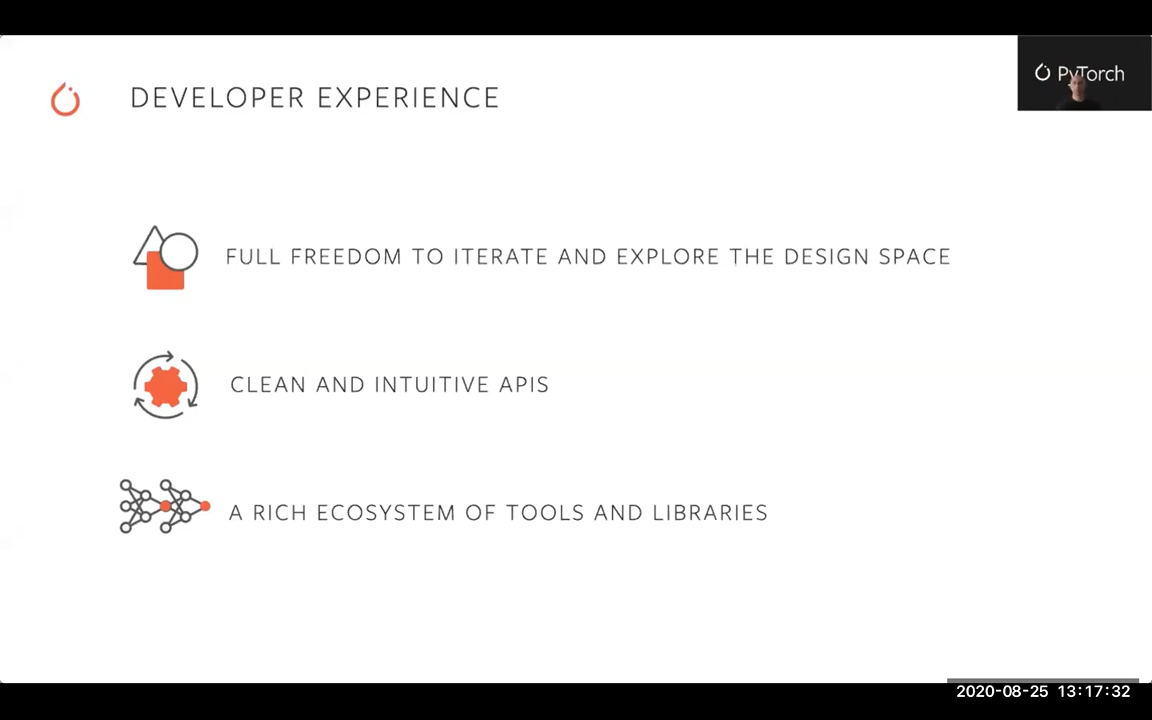 DEVELOPER EXPERIENCE
PyTorch
FULL FREEDOM TO ITERATE AND EXPLORE THE DESIGN SPACE
CLEAN AND INTUITIVE APIS
A RICH ECOSYSTEM OF TOOLS AND LIBRARIES
2020-08-25 13:17:32